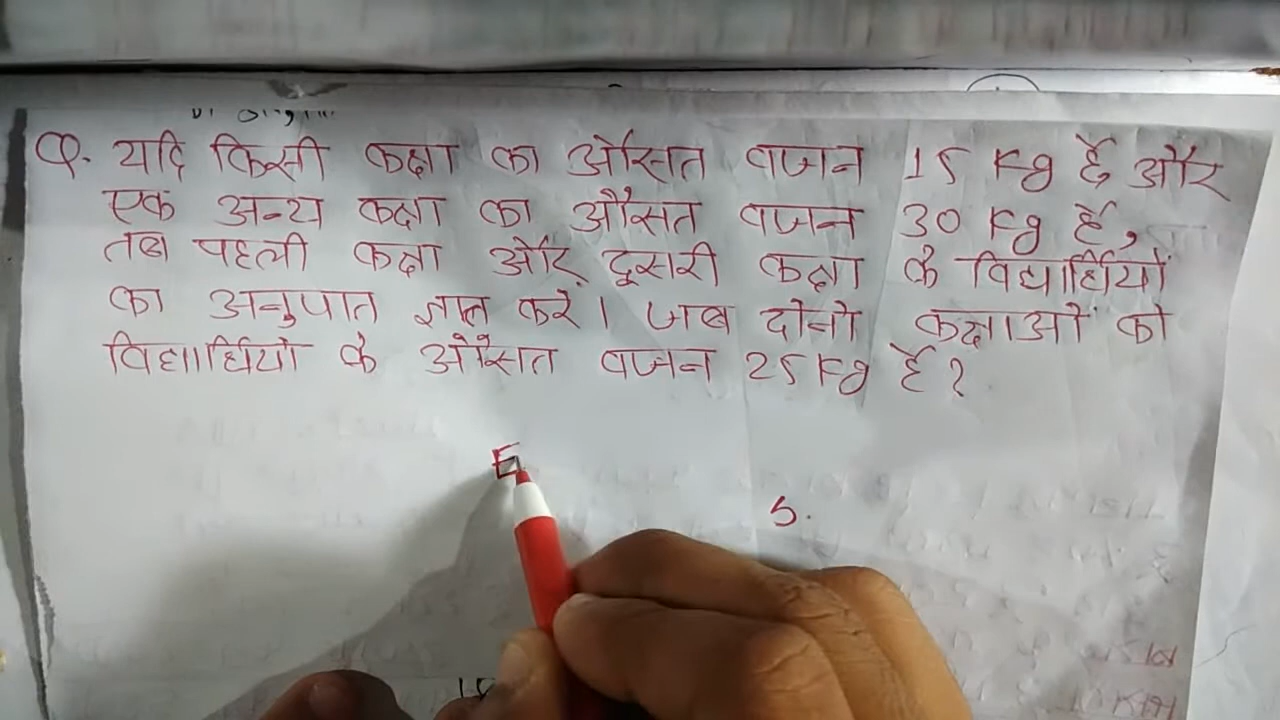 Q. यदि किसी कक्षा का औसत वजन 15 Kg है और
एक अन्य कक्षा का औसत वजन 30 Kg है,
तब पहली कक्षा और दूसरी कक्षा के विद्यार्थियों
का अनुपात ज्ञात करें। जब दोनो कक्षाओं को
विद्यार्थियो के औसत वजन 25 Kg है?
E
S.